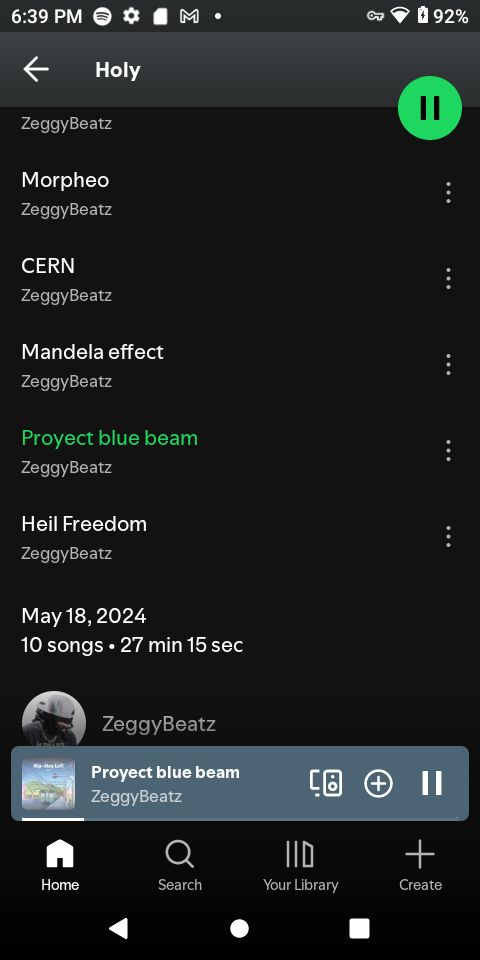 6:39 PM
92%
Holy
ZeggyBeatz
Morpheo
ZeggyBeatz
CERN
ZeggyBeatz
Mandela effect
ZeggyBeatz
Proyect blue beam
ZeggyBeatz
Heil Freedom
ZeggyBeatz
May 18, 2024
10 songs • 27 min 15 sec
ZeggyBeatz
Proyect blue beam
ZeggyBeatz
Home
Search
Your Library
Create